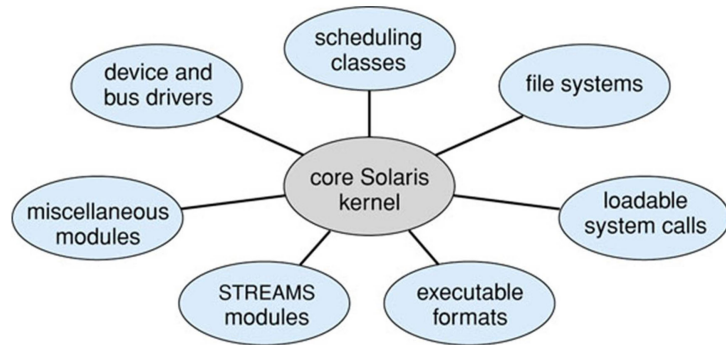 scheduling
classes
device and
bus drivers
file systems
core Solaris
kernel
miscellaneous
modules
loadable
system calls
STREAMS
modules
executable
formats